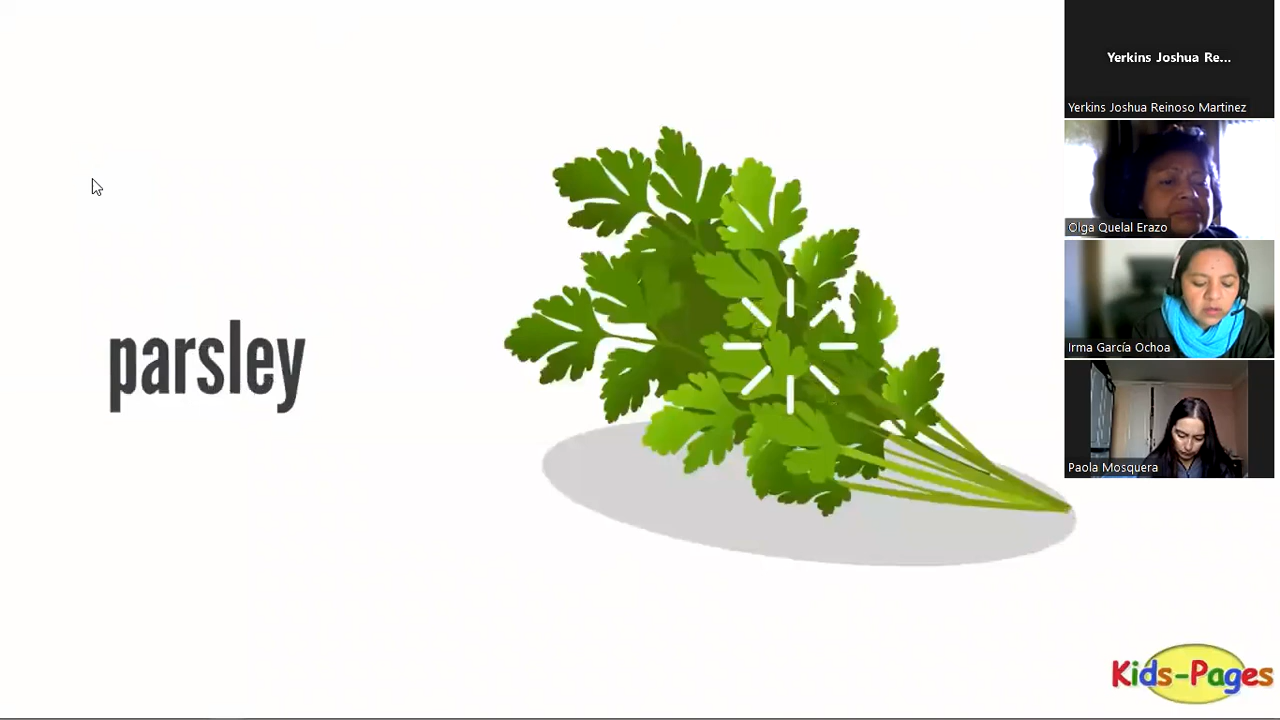 parsley
Yerkins Joshua Re...
Yerkins Joshua Reinoso Martinez
Olga Quelal Erazo
Irma García Ochoa
Paola Mosquera
Kids-Pages